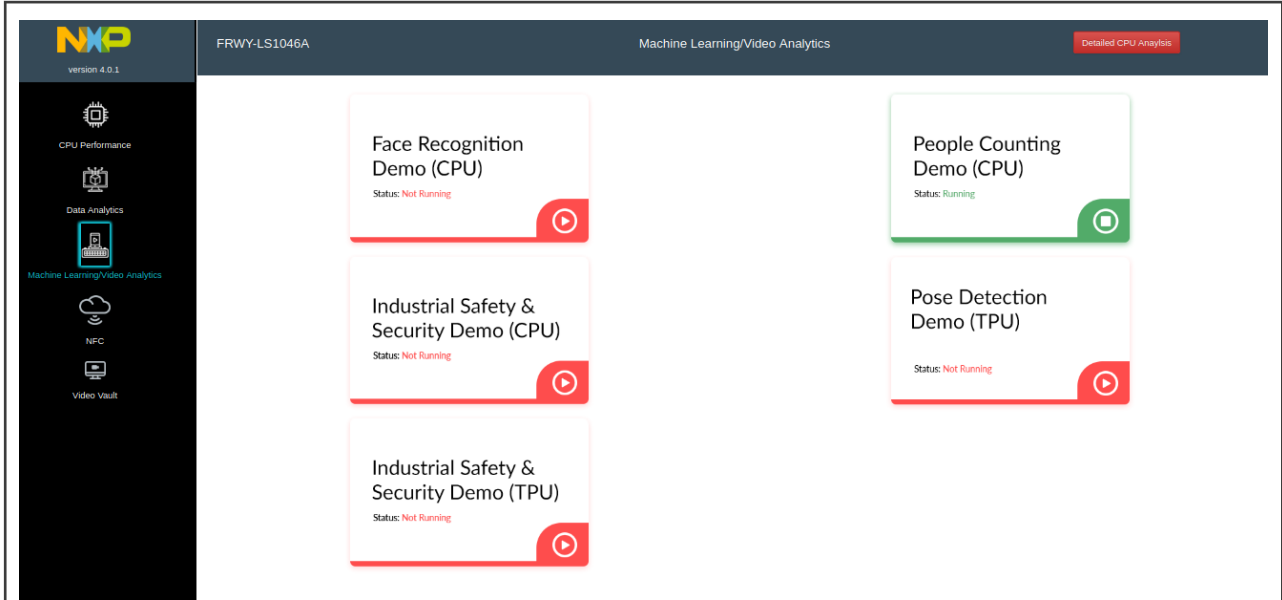 NXP
version 4.0.1
FRWY-LS1046A
Machine Learning/Video Analytics
Detailed CPU Anaylsis
CPU Performance
Data Analytics
Machine Learning/Video Analytics
NFC
Video Vault
Face Recognition
Demo (CPU)
Status: Not Running
People Counting
Demo (CPU)
Status: Running
Industrial Safety &
Security Demo (CPU)
Status: Not Running
Pose Detection
Demo (TPU)
Status: Not Running
Industrial Safety &
Security Demo (TPU)
Status: Not Running